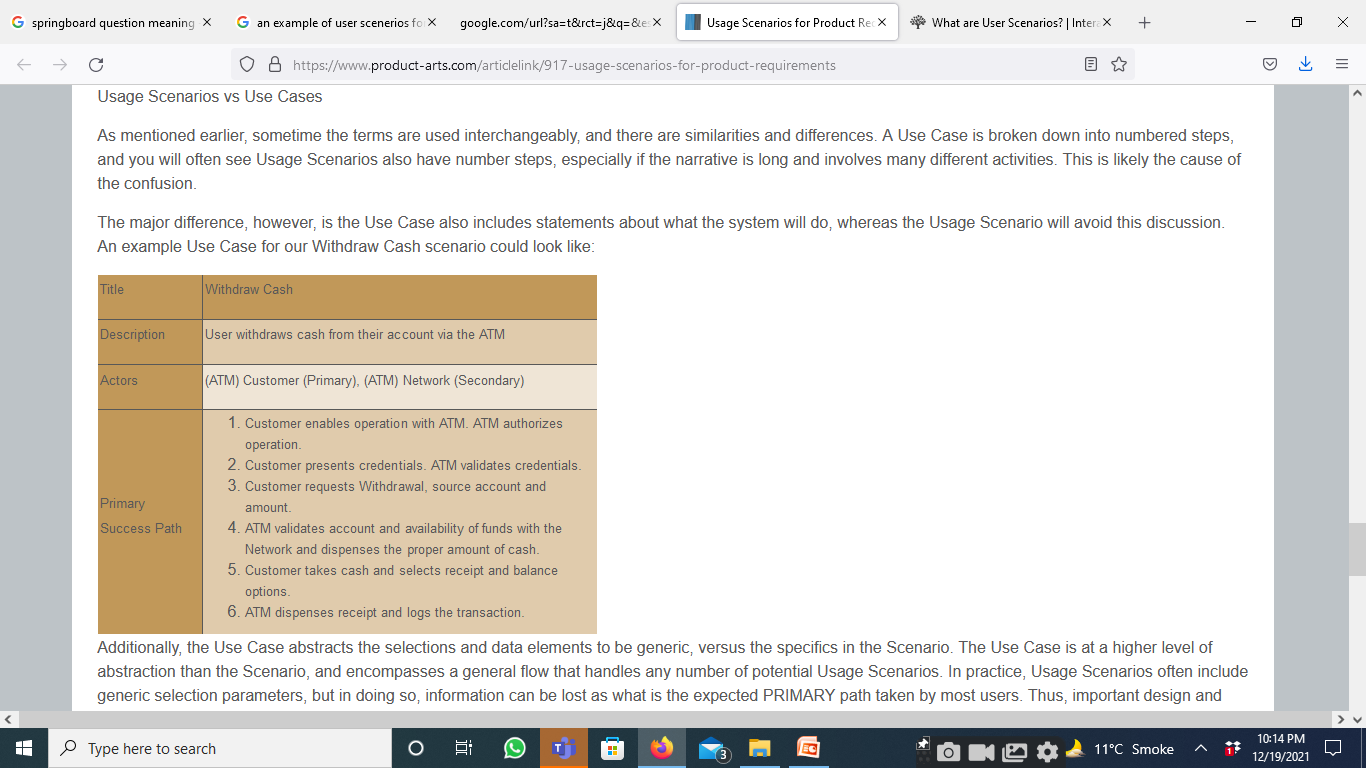 springboard question meaning
an example of user scenerios fo
google.com/url?sa=t&rct=j&q=&e
Usage Scenarios for Product Re
What are User Scenarios? | Inter
https://www.product-arts.com/articlelink/917-usage-scenarios-for-product-requirements
Usage Scenarios vs Use Cases
As mentioned earlier, sometime the terms are used interchangeably, and there are similarities and differences. A Use Case is broken down into numbered steps,
and you will often see Usage Scenarios also have number steps, especially if the narrative is long and involves many different activities. This is likely the cause of
the confusion.
The major difference, however, is the Use Case also includes statements about what the system will do, whereas the Usage Scenario will avoid this discussion.
An example Use Case for our Withdraw Cash scenario could look like:
Title
Withdraw Cash
Description
User withdraws cash from their account via the ATM
Actors
(ATM) Customer (Primary), (ATM) Network (Secondary)
Primary
Success Path
1. Customer enables operation with ATM. ATM authorizes
operation.
2. Customer presents credentials. ATM validates credentials.
3. Customer requests Withdrawal, source account and
amount.
4. ATM validates account and availability of funds with the
Network and dispenses the proper amount of cash.
5. Customer takes cash and selects receipt and balance
options.
6. ATM dispenses receipt and logs the transaction.
Additionally, the Use Case abstracts the selections and data elements to be generic, versus the specifics in the Scenario. The Use Case is at a higher level of
abstraction than the Scenario, and encompasses a general flow that handles any number of potential Usage Scenarios. In practice, Usage Scenarios often include
generic selection parameters, but in doing so, information can be lost as what is the expected PRIMARY path taken by most users. Thus, important design and
Type here to search
3
11°C Smoke
1
10:14 PM
12/19/2021